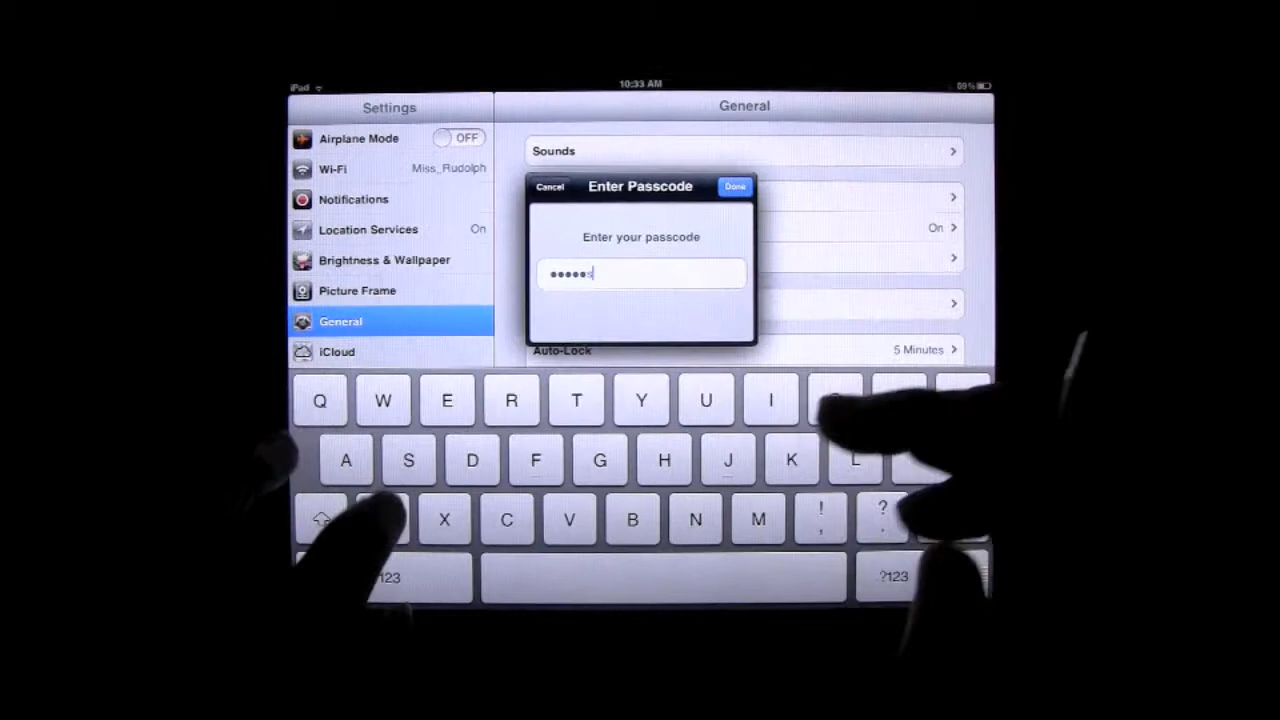 iPad 10:33 AM
Settings
General
Airplane Mode OFF
Wi-Fi Miss_Rudolph
Notifications
Location Services On
Brightness & Wallpaper
Picture Frame
General
iCloud
Sounds
On
Auto-Lock 5 Minutes
Cancel Enter Passcode Done
Enter your passcode
Q W E R T Y U I
A S D F G H J K L
X C V B N M ! , ? .
123 .?123